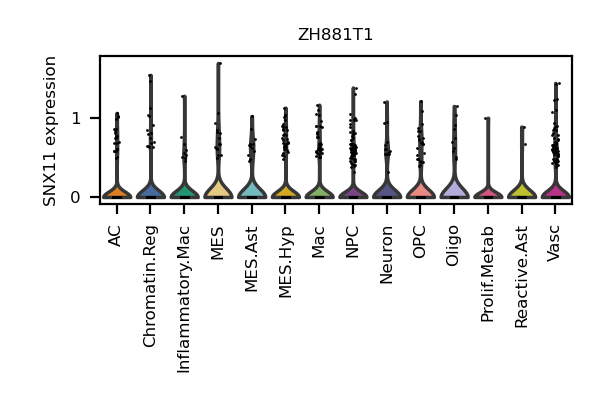 ZH881T1
SNX11 expression
1
0
AC
Chromatin.Reg
Inflammatory.Mac
MES
MES.Ast
MES.Hyp
Mac
NPC
Neuron
OPC
Oligo
Prolif.Metab
Reactive.Ast
Vasc